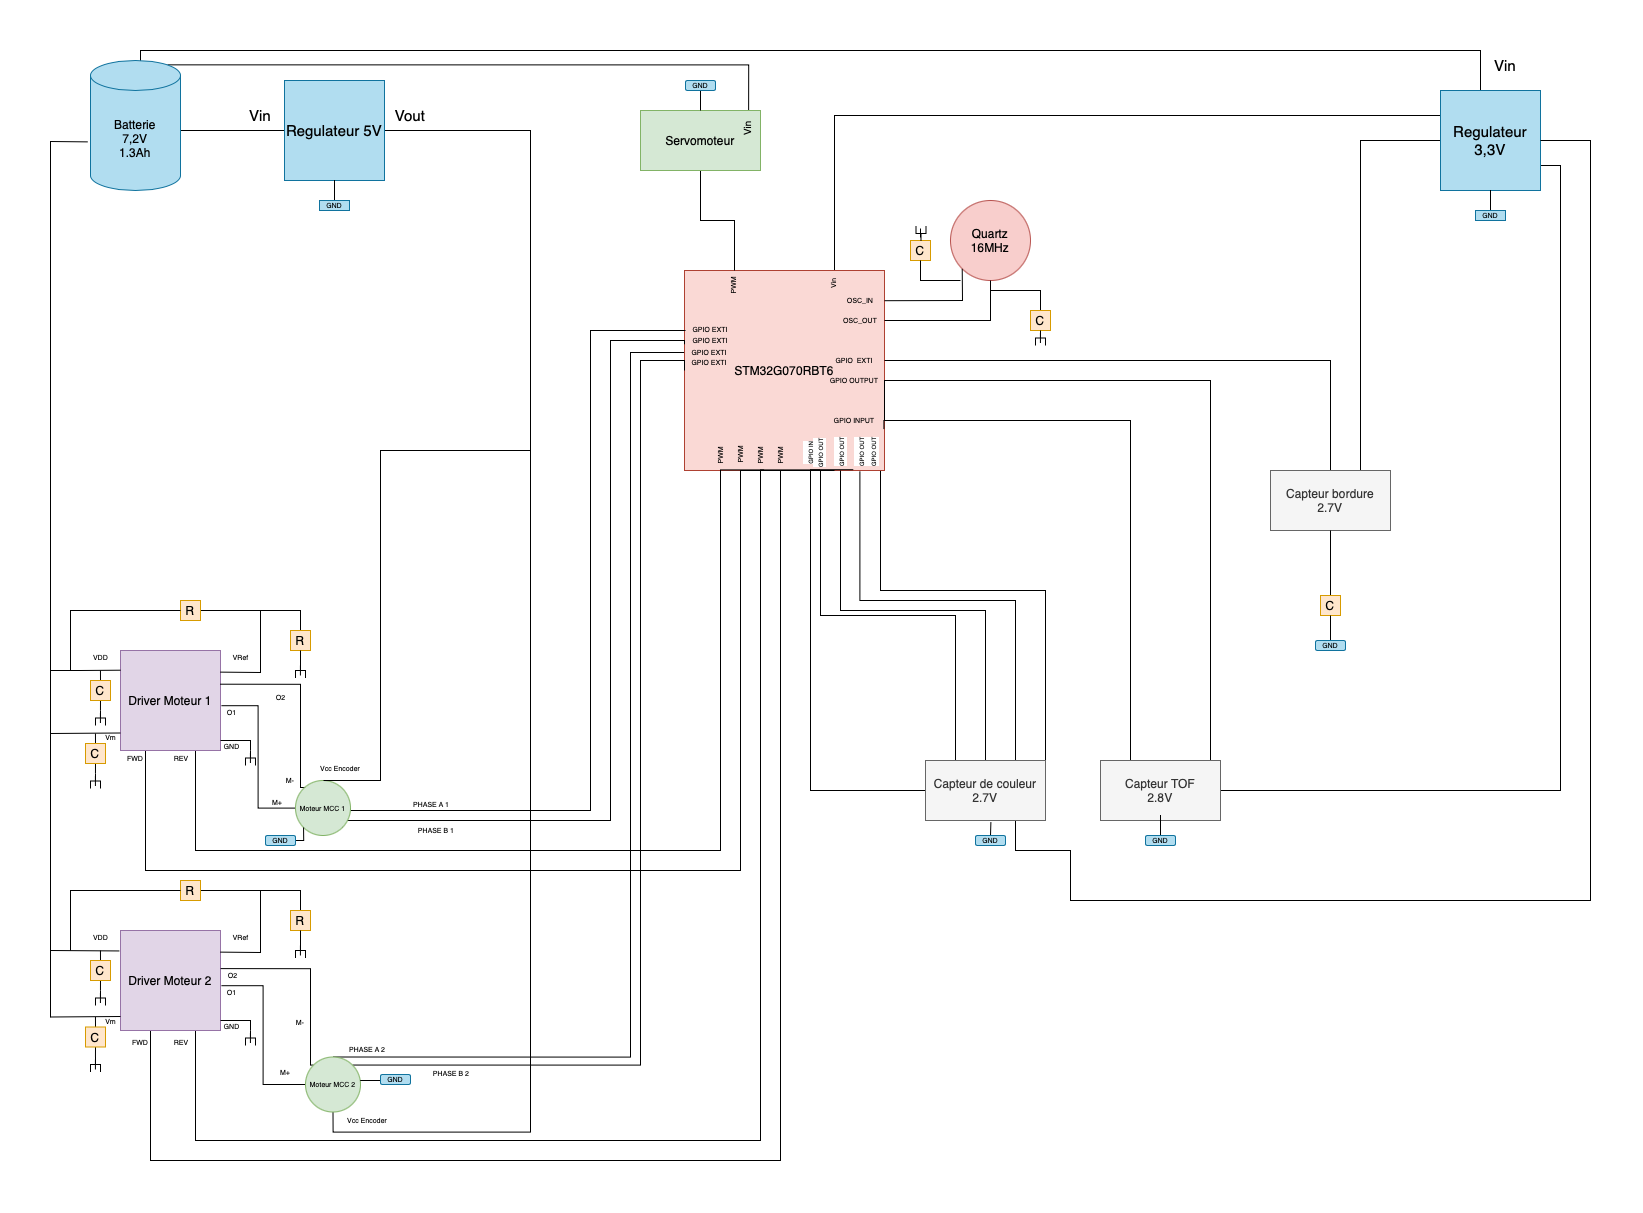 Vin
Batterie
7,2V
1.3Ah
Vin
Regulateur 5V
Vout
GND
GND
Vin
Servomoteur
Regulateur
3,3V
GND
Quartz
16MHz
C
C
PWM
Vin
OSC_IN
OSC_OUT
GPIO EXTI
GPIO EXTI
GPIO EXTI
GPIO EXTI
STM32G070RBT6
GPIO EXTI
GPIO OUTPUT
GPIO INPUT
PWM
PWM
PWM
PWM
GPIO IN
GPIO OUT
GPIO OUT
GPIO OUT
GPIO OUT
Capteur bordure
2.7V
C
GND
R
R
VDD
VRef
C
Driver Moteur 1
O2
O1
Vm
C
GND
FWD
REV
Vcc Encoder
M-
M+
Moteur MCC 1
PHASE A 1
PHASE B 1
GND
Capteur de couleur
2.7V
GND
Capteur TOF
2.8V
GND
R
R
VDD
VRef
C
Driver Moteur 2
O2
O1
Vm
C
GND
FWD
REV
M-
M+
PHASE A 2
PHASE B 2
Moteur MCC 2
GND
Vcc Encoder